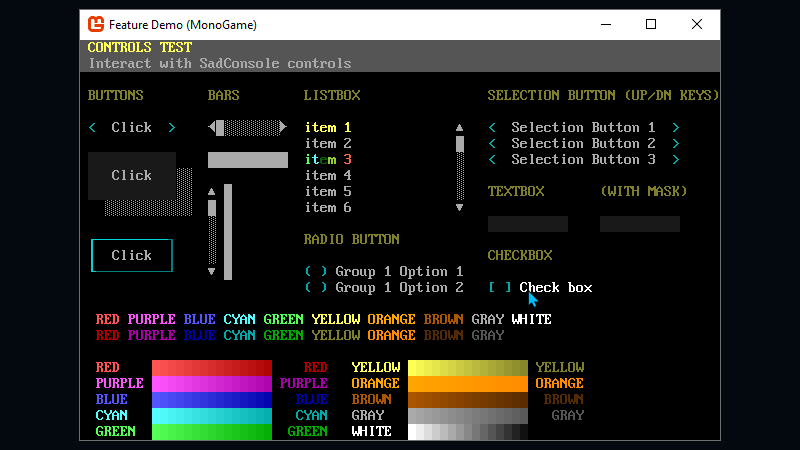 Feature Demo (MonoGame)
CONTROLS TEST
Interact with SadConsole controls
BUTTONS BARS LISTBOX SELECTION BUTTON (UP/DN KEYS)
< Click > item 1 < Selection Button 1 >
item 2 < Selection Button 2 >
Click item 3 < Selection Button 3 >
item 4
item 5 TEXTBOX (WITH MASK)
item 6
RADIO BUTTON
Click CHECKBOX
( ) Group 1 Option 1
( ) Group 1 Option 2 [ ] Check box
RED PURPLE BLUE CYAN GREEN YELLOW ORANGE BROWN GRAY WHITE
RED PURPLE BLUE CYAN GREEN YELLOW ORANGE BROWN GRAY
RED RED YELLOW YELLOW
PURPLE PURPLE ORANGE ORANGE
BLUE BLUE BROWN BROWN
CYAN CYAN GRAY GRAY
GREEN GREEN WHITE